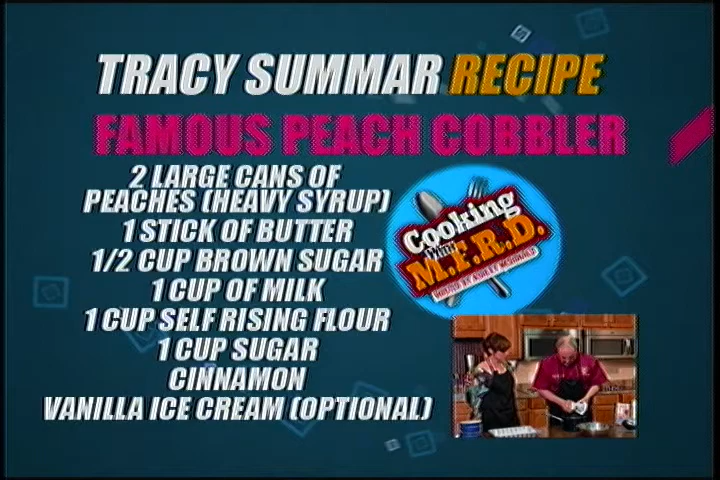 TRACY SUMMAR RECIPE
FAMOUS PEACH COBBLER
2 LARGE CANS OF
PEACHES (HEAVY SYRUP)
1 STICK OF BUTTER
1/2 CUP BROWN SUGAR
1 CUP OF MILK
1 CUP SELF RISING FLOUR
1 CUP SUGAR
CINNAMON
VANILLA ICE CREAM (OPTIONAL)
Cooking
With
M.F.R.D.